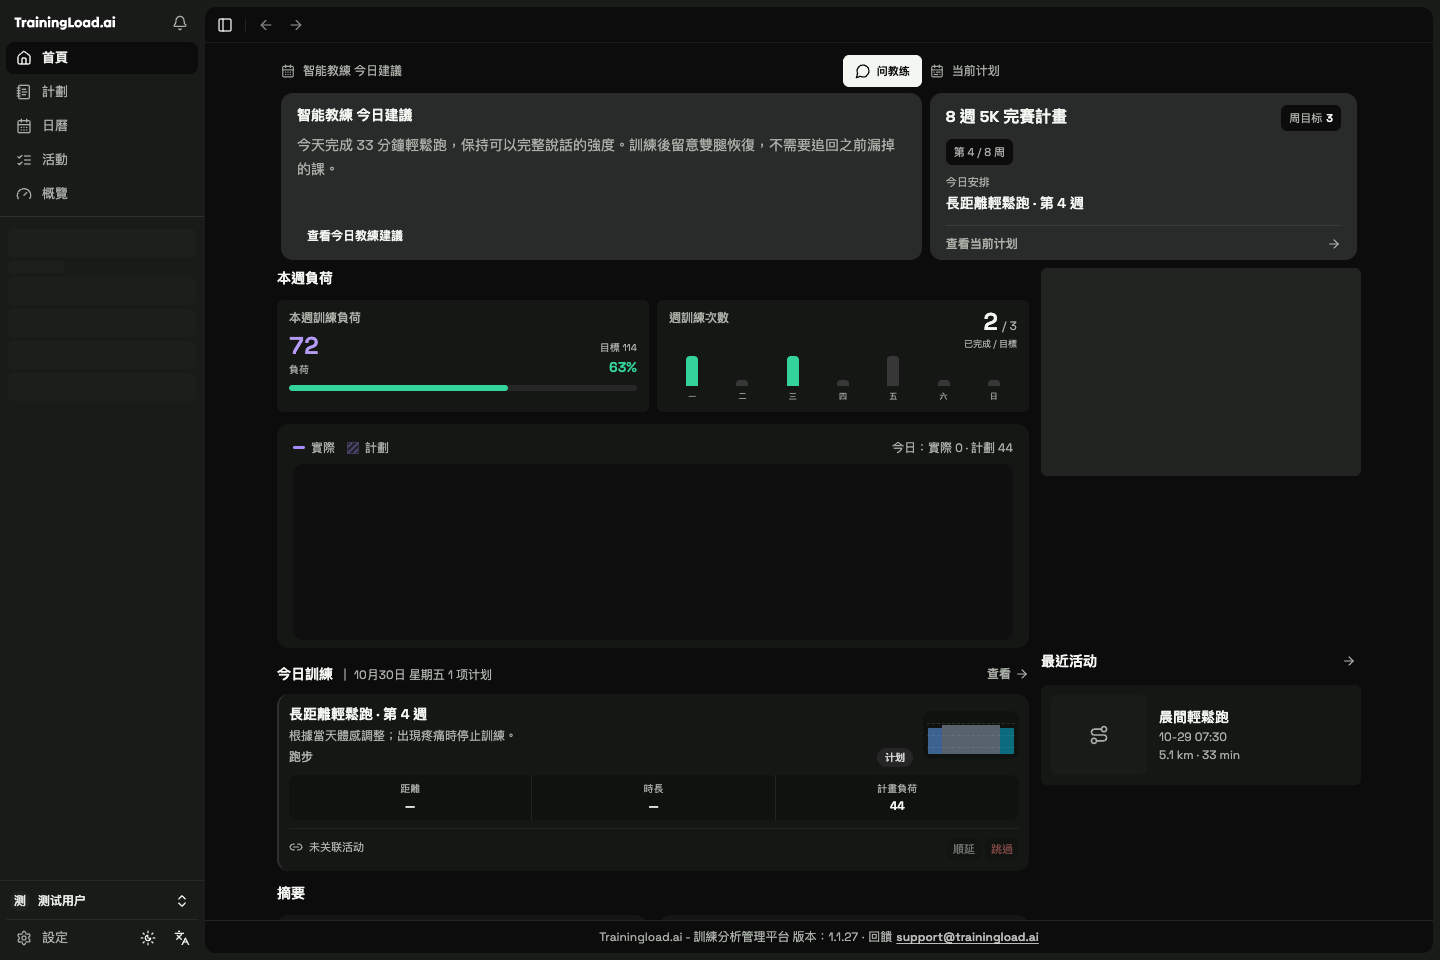 TrainingLoad.ai
首頁
計劃
日曆
活動
概覽
测 测试用户
設定
智能教練 今日建議
问教练
当前计划
智能教練 今日建議
今天完成 33 分鐘輕鬆跑，保持可以完整說話的強度。訓練後留意雙腿恢復，不需要追回之前漏掉
的課。
查看今日教練建議
8 週 5K 完賽計畫
周目标 3
第 4 / 8 周
今日安排
長距離輕鬆跑 · 第 4 週
查看当前计划
本週負荷
本週訓練負荷
72
負荷
目標 114
63%
週訓練次數
2 / 3
已完成 / 目標
一 二 三 四 五 六 日
實際 計劃
今日：實際 0 · 計劃 44
今日訓練 | 10月30日 星期五 1 项计划
查看
長距離輕鬆跑 · 第 4 週
根據當天體感調整；出現疼痛時停止訓練。
跑步
计划
距離
—
時長
—
計畫負荷
44
未关联活动
順延 跳過
摘要
最近活动
晨間輕鬆跑
10-29 07:30
5.1 km · 33 min
Trainingload.ai - 訓練分析管理平台 版本：1.1.27 · 回饋 support@trainingload.ai